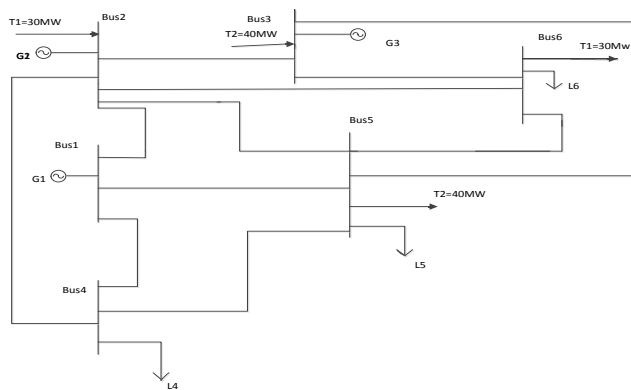 T1=30MW
Bus2
Bus3
T2=40MW
G2
G3
Bus6
T1=30Mw
L6
Bus1
Bus5
G1
T2=40MW
L5
Bus4
L4